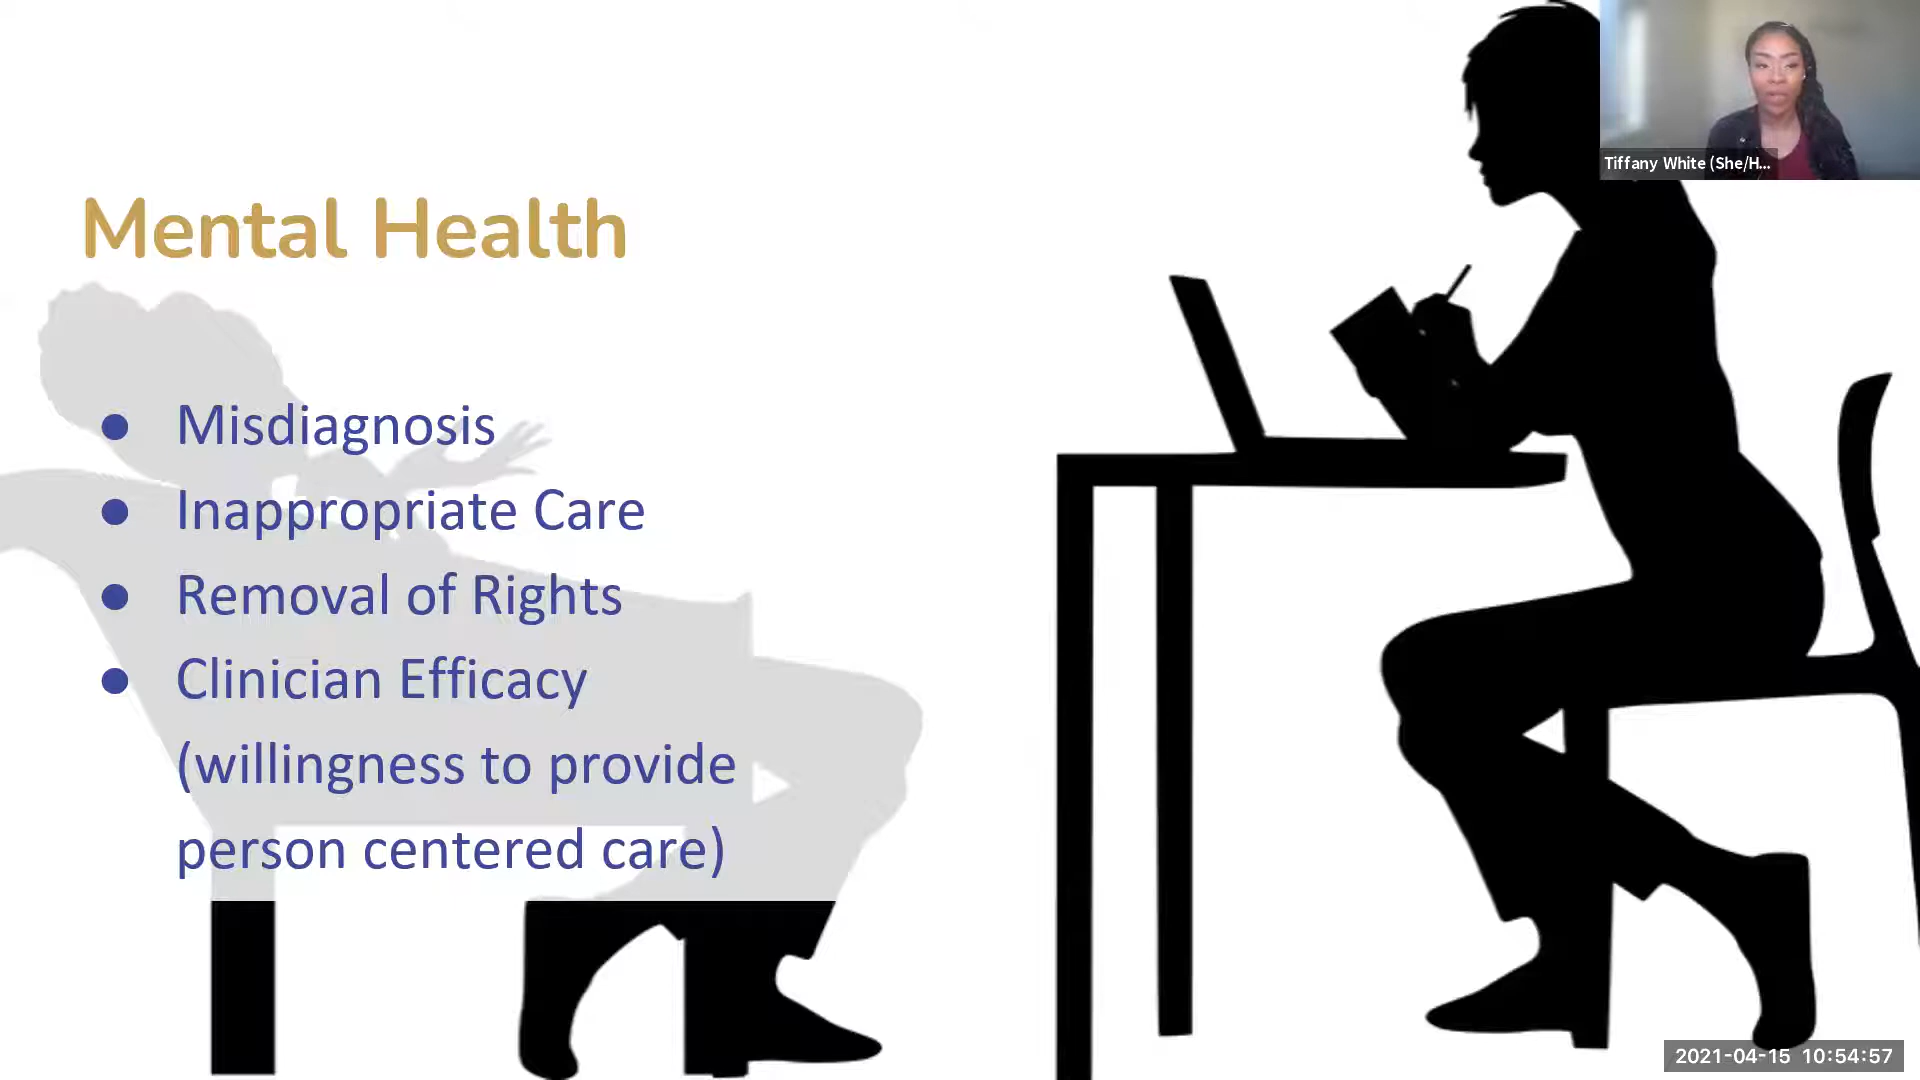 Tiffany White (She/H...
Mental Health
● Misdiagnosis
● Inappropriate Care
● Removal of Rights
● Clinician Efficacy
(willingness to provide
person centered care)
2021-04-15 10:54:57